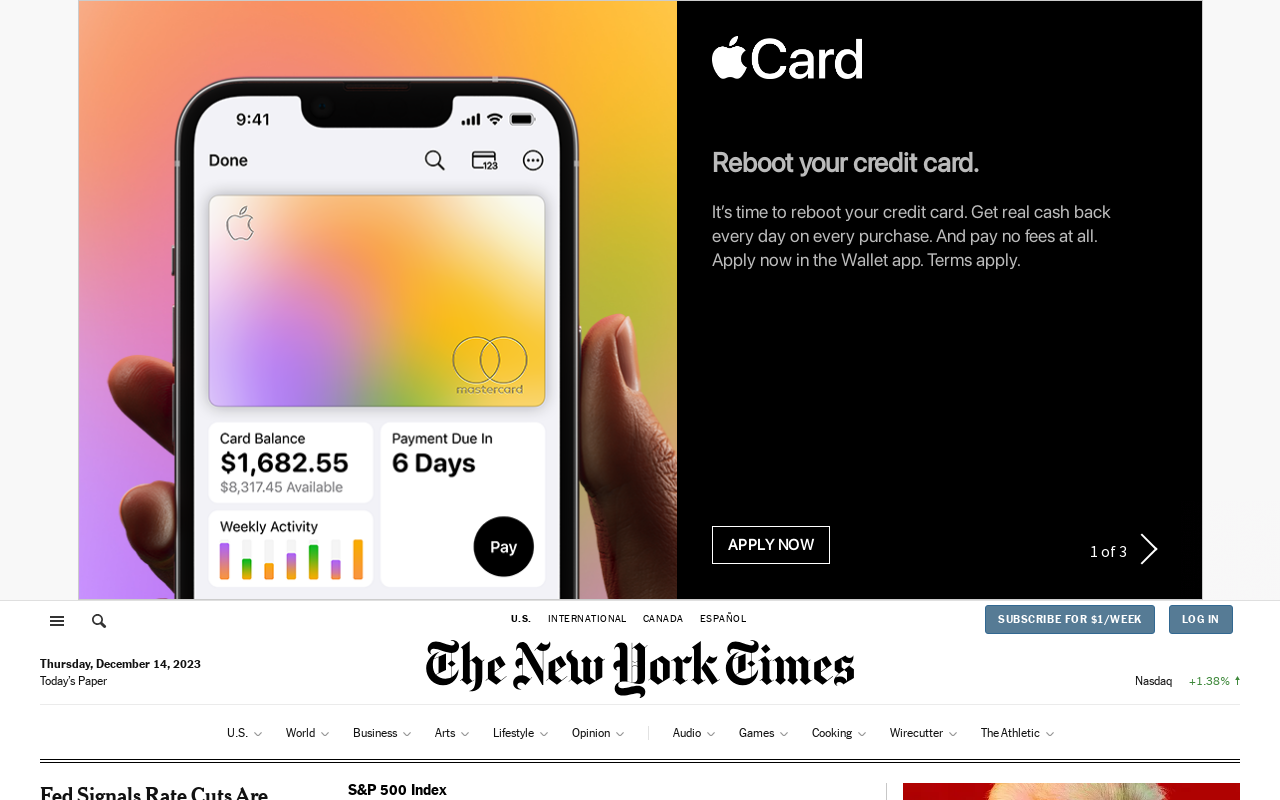 9:41
Done
123
mastercard
Card Balance
$1,682.55
$8,317.45 Available
Payment Due In
6 Days
Weekly Activity
Pay
Card
Reboot your credit card.
It's time to reboot your credit card. Get real cash back
every day on every purchase. And pay no fees at all.
Apply now in the Wallet app. Terms apply.
APPLY NOW
1 of 3
U.S. INTERNATIONAL CANADA ESPAÑOL
SUBSCRIBE FOR $1/WEEK LOG IN
Thursday, December 14, 2023
Today's Paper
The New York Times
Nasdaq +1.38%
U.S. World Business Arts Lifestyle Opinion Audio Games Cooking Wirecutter The Athletic
Fed Signals Rate Cuts Are
S&P 500 Index